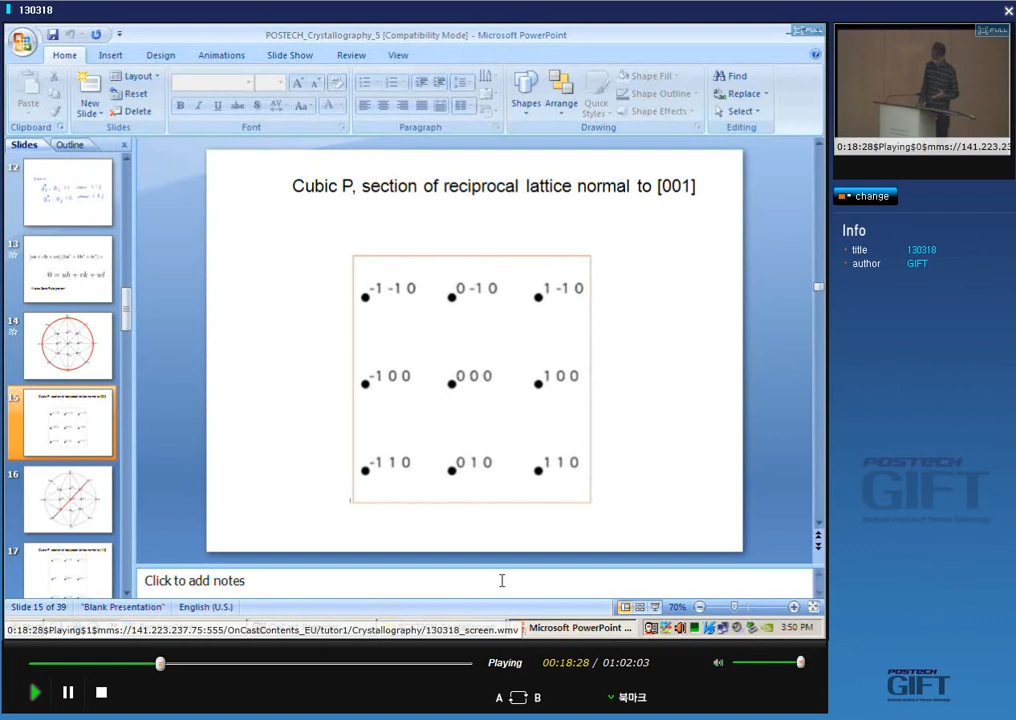 130318
POSTECH_Crystallography_5 [Compatibility Mode] - Microsoft PowerPoint
FULL
Home Insert Design Animations Slide Show Review View
Paste
New Slide
Layout
Reset
Delete
Shapes
Arrange
Quick Styles
Shape Fill
Shape Outline
Shape Effects
Find
Replace
Select
Clipboard Slides Font Paragraph Drawing Editing
Slides Outline
12
13
14
15
16
17
Cubic P, section of reciprocal lattice normal to [001]
-1 -1 0 0 -1 0 1 -1 0
-1 0 0 0 0 0 1 0 0
-1 1 0 0 1 0 1 1 0
Click to add notes
Slide 15 of 39 "Blank Presentation" English (U.S.) 70%
0:18:28$Playing$1$mms://141.223.237.75:555/OnCastContents_EU/tutor1/Crystallography/130318_screen.wmv
Microsoft PowerPoint ...
3:50 PM
Playing 00:18:28 / 01:02:03
A B 북마크
FULL
0:18:28$Playing$0$mms://141.223.23
change
Info
title 130318
author GIFT
POSTECH
GIFT
POSTECH
GIFT